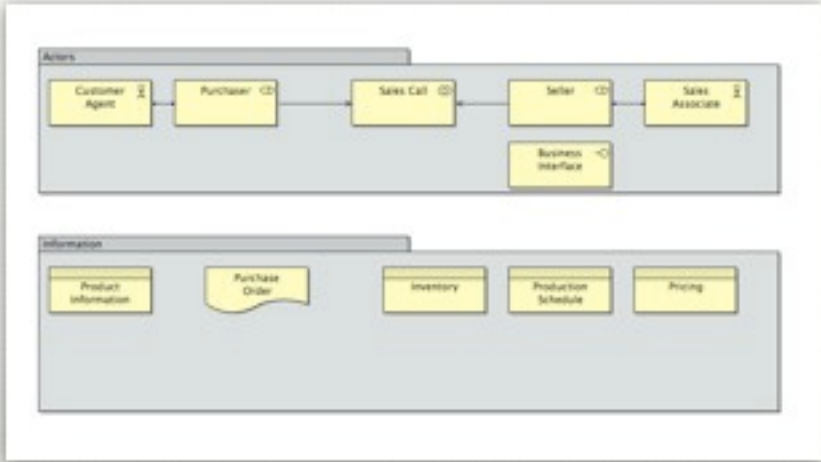 Actors
Customer
Agent
Purchaser
Sales Call
Seller
Sales
Associate
Business
Interface
Information
Product
Information
Purchase
Order
Inventory
Production
Schedule
Pricing